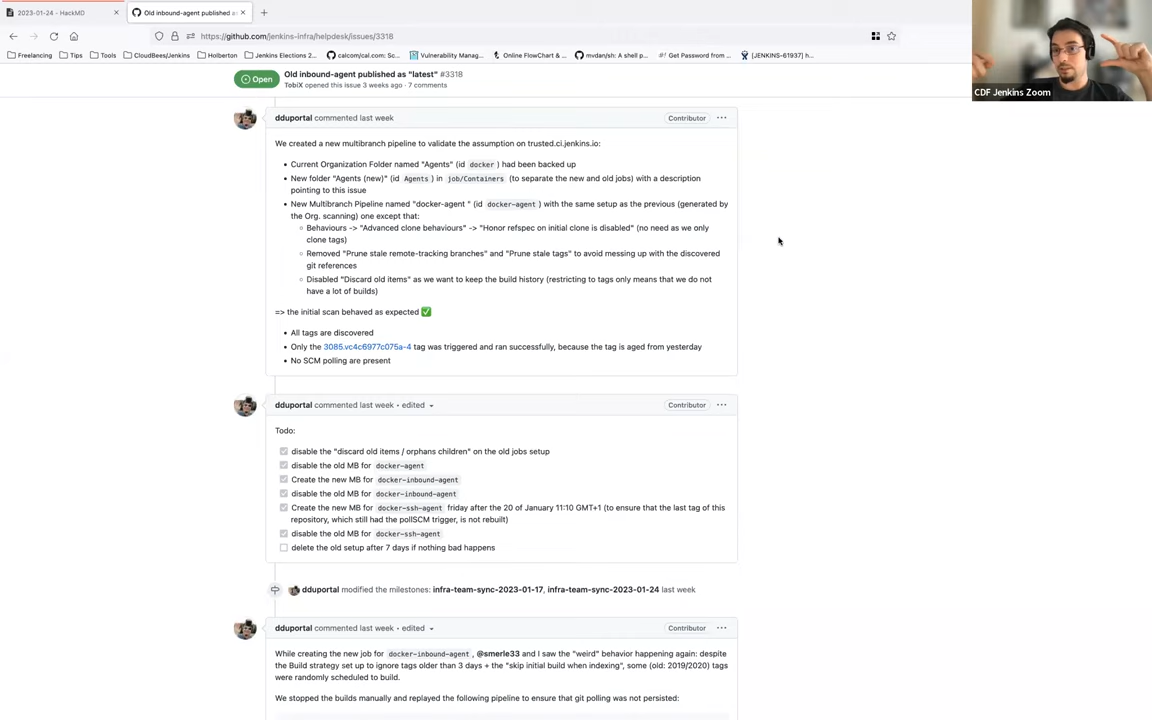 2023-01-24 - HackMD
Old inbound-agent published as
https://github.com/jenkins-infra/helpdesk/issues/3318
Freelancing
Tips
Tools
CloudBees/Jenkins
Holberton
Jenkins Elections 2...
calcom/cal.com: Sc...
Vulnerability Manag...
Online FlowChart & ...
mvdan/sh: A shell p...
Get Password from ...
[JENKINS-61937] h...
CDF Jenkins Zoom
Open
Old inbound-agent published as "latest" #3318
TobiX opened this issue 3 weeks ago · 7 comments
dduportal commented last week
Contributor
We created a new multibranch pipeline to validate the assumption on trusted.ci.jenkins.io:
Current Organization Folder named "Agents" (id docker ) had been backed up
New folder "Agents (new)" (id Agents ) in job/Containers (to separate the new and old jobs) with a description
pointing to this issue
New Multibranch Pipeline named "docker-agent " (id docker-agent ) with the same setup as the previous (generated by
the Org. scanning) one except that:
Behaviours -> "Advanced clone behaviours" -> "Honor refspec on initial clone is disabled" (no need as we only
clone tags)
Removed "Prune stale remote-tracking branches" and "Prune stale tags" to avoid messing up with the discovered
git references
Disabled "Discard old items" as we want to keep the build history (restricting to tags only means that we do not
have a lot of builds)
=> the initial scan behaved as expected ✅
All tags are discovered
Only the 3085.vc4c6977c075a-4 tag was triggered and ran successfully, because the tag is aged from yesterday
No SCM polling are present
dduportal commented last week · edited
Contributor
Todo:
disable the "discard old items / orphans children" on the old jobs setup
disable the old MB for docker-agent
Create the new MB for docker-inbound-agent
disable the old MB for docker-inbound-agent
Create the new MB for docker-ssh-agent friday after the 20 of January 11:10 GMT+1 (to ensure that the last tag of this
repository, which still had the pollSCM trigger, is not rebuilt)
disable the old MB for docker-ssh-agent
delete the old setup after 7 days if nothing bad happens
dduportal modified the milestones: infra-team-sync-2023-01-17, infra-team-sync-2023-01-24 last week
dduportal commented last week · edited
Contributor
While creating the new job for docker-inbound-agent , @smerle33 and I saw the "weird" behavior happening again: despite
the Build strategy set up to ignore tags older than 3 days + the "skip initial build when indexing", some (old: 2019/2020) tags
were randomly scheduled to build.
We stopped the builds manually and replayed the following pipeline to ensure that git polling was not persisted: